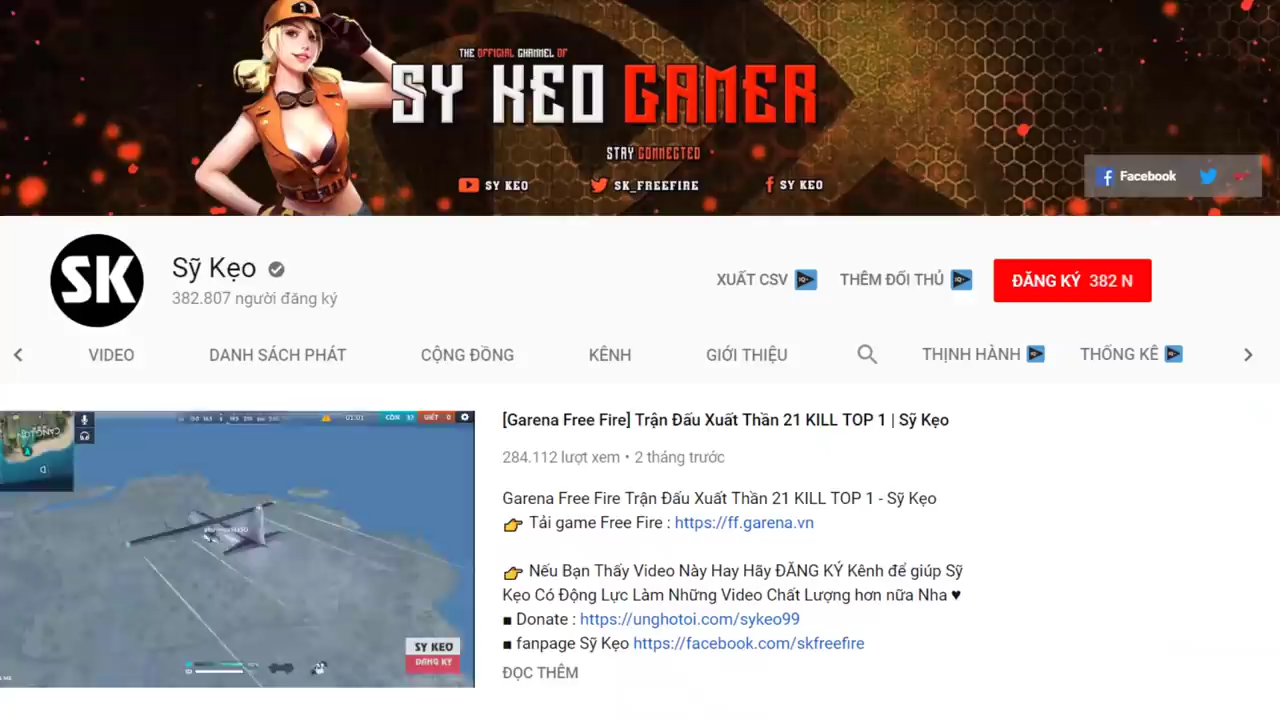 THE OFFICIAL CHANNEL OF
SY KEO GAMER
STAY CONNECTED
SY KEO
SK_FREEFIRE
SY KEO
Facebook
SK
Sỹ Kẹo
382.807 người đăng ký
XUẤT CSV
THÊM ĐỐI THỦ
ĐĂNG KÝ 382 N
VIDEO
DANH SÁCH PHÁT
CỘNG ĐỒNG
KÊNH
GIỚI THIỆU
THỊNH HÀNH
THỐNG KÊ
[Garena Free Fire] Trận Đấu Xuất Thần 21 KILL TOP 1 | Sỹ Kẹo
284.112 lượt xem • 2 tháng trước
Garena Free Fire Trận Đấu Xuất Thần 21 KILL TOP 1 - Sỹ Kẹo
👉 Tải game Free Fire : https://ff.garena.vn
👉 Nếu Bạn Thấy Video Này Hay Hãy ĐĂNG KÝ Kênh để giúp Sỹ
Kẹo Có Động Lực Làm Những Video Chất Lượng hơn nữa Nha ♥
■ Donate : https://unghotoi.com/sykeo99
■ fanpage Sỹ Kẹo https://facebook.com/skfreefire
ĐỌC THÊM
01:01
CÒN 37
GIẾT 0
SY KEO
ĐĂNG KÝ